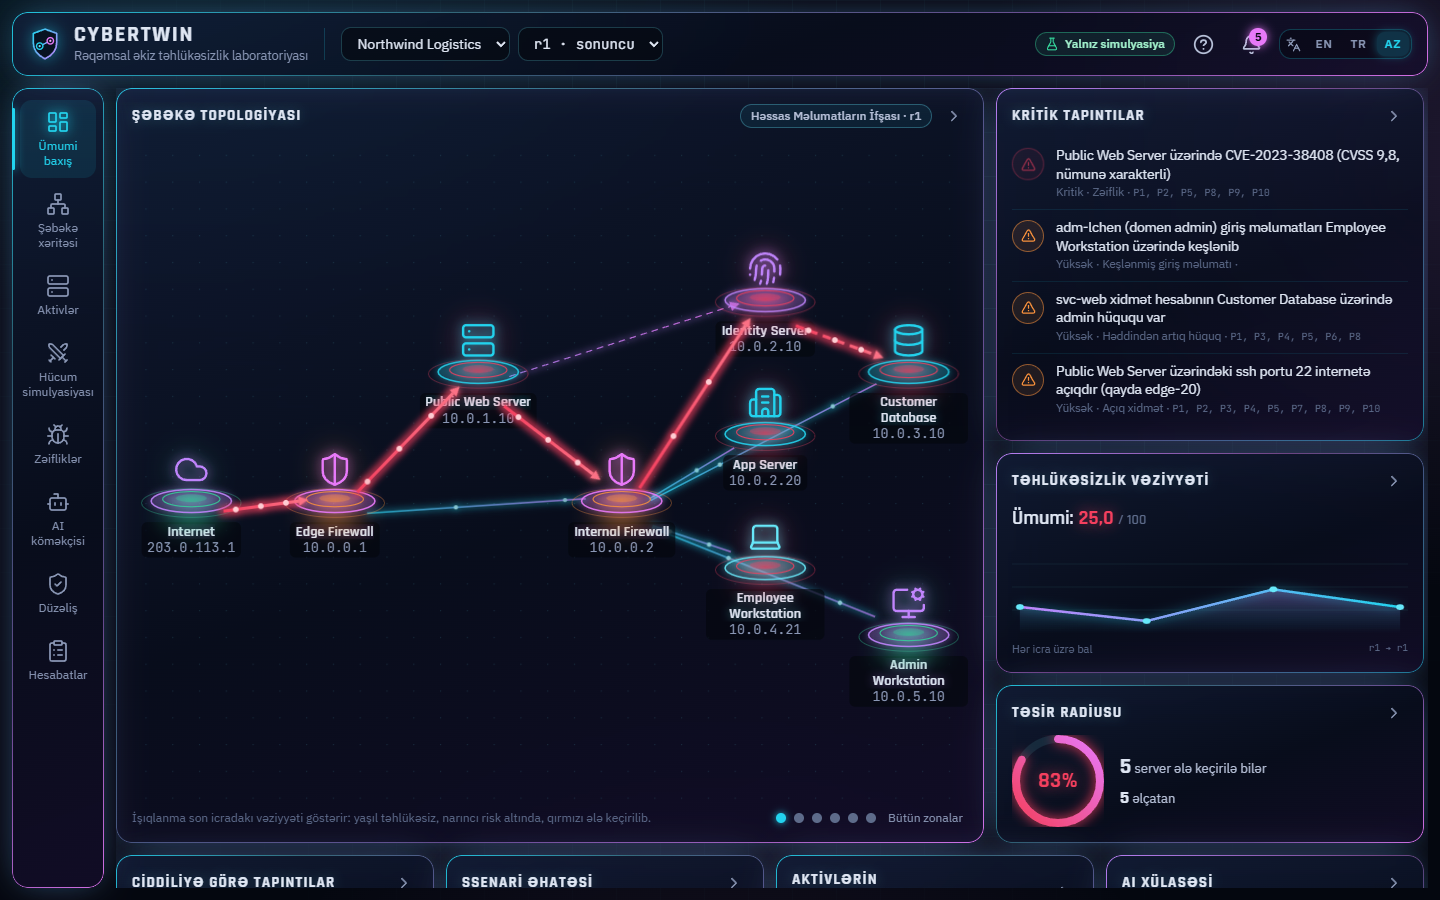 CYBERTWIN
Rəqəmsal əkiz təhlükəsizlik laboratoriyası
Northwind Logistics
r1 · sonuncu
Yalnız simulyasiya
5
EN
TR
AZ
Ümumi
baxış
Şəbəkə
xəritəsi
Aktivlər
Hücum
simulyasiyası
Zəifliklər
AI
köməkçisi
Düzəliş
Hesabatlar
ŞƏBƏKƏ TOPOLOGİYASI
Həssas Məlumatların İfşası · r1
Identity Server
10.0.2.10
Public Web Server
10.0.1.10
Customer
Database
10.0.3.10
App Server
10.0.2.20
Internet
203.0.113.1
Edge Firewall
10.0.0.1
Internal Firewall
10.0.0.2
Employee
Workstation
10.0.4.21
Admin
Workstation
10.0.5.10
İşıqlanma son icradakı vəziyyəti göstərir: yaşıl təhlükəsiz, narıncı risk altında, qırmızı ələ keçirilib.
Bütün zonalar
KRİTİK TAPINTILAR
Public Web Server üzərində CVE-2023-38408 (CVSS 9,8,
nümunə xarakterli)
Kritik · Zəiflik · P1, P2, P5, P8, P9, P10
adm-lchen (domen admin) giriş məlumatları Employee
Workstation üzərində keşlənib
Yüksək · Keşlənmiş giriş məlumatı ·
svc-web xidmət hesabının Customer Database üzərində
admin hüququ var
Yüksək · Həddindən artıq hüquq · P1, P3, P4, P5, P6, P8
Public Web Server üzərindəki ssh portu 22 internetə
açıqdır (qayda edge-20)
Yüksək · Açıq xidmət · P1, P2, P3, P4, P5, P7, P8, P9, P10
TƏHLÜKƏSİZLİK VƏZİYYƏTİ
Ümumi: 25,0 / 100
Hər icra üzrə bal
r1 → r1
TƏSİR RADİUSU
83%
5 server ələ keçirilə bilər
5 əlçatan
CİDDİLİYƏ GÖRƏ TAPINTILAR
SSENARİ ƏHATƏSİ
AKTİVLƏRİN
AI XÜLASƏSİ